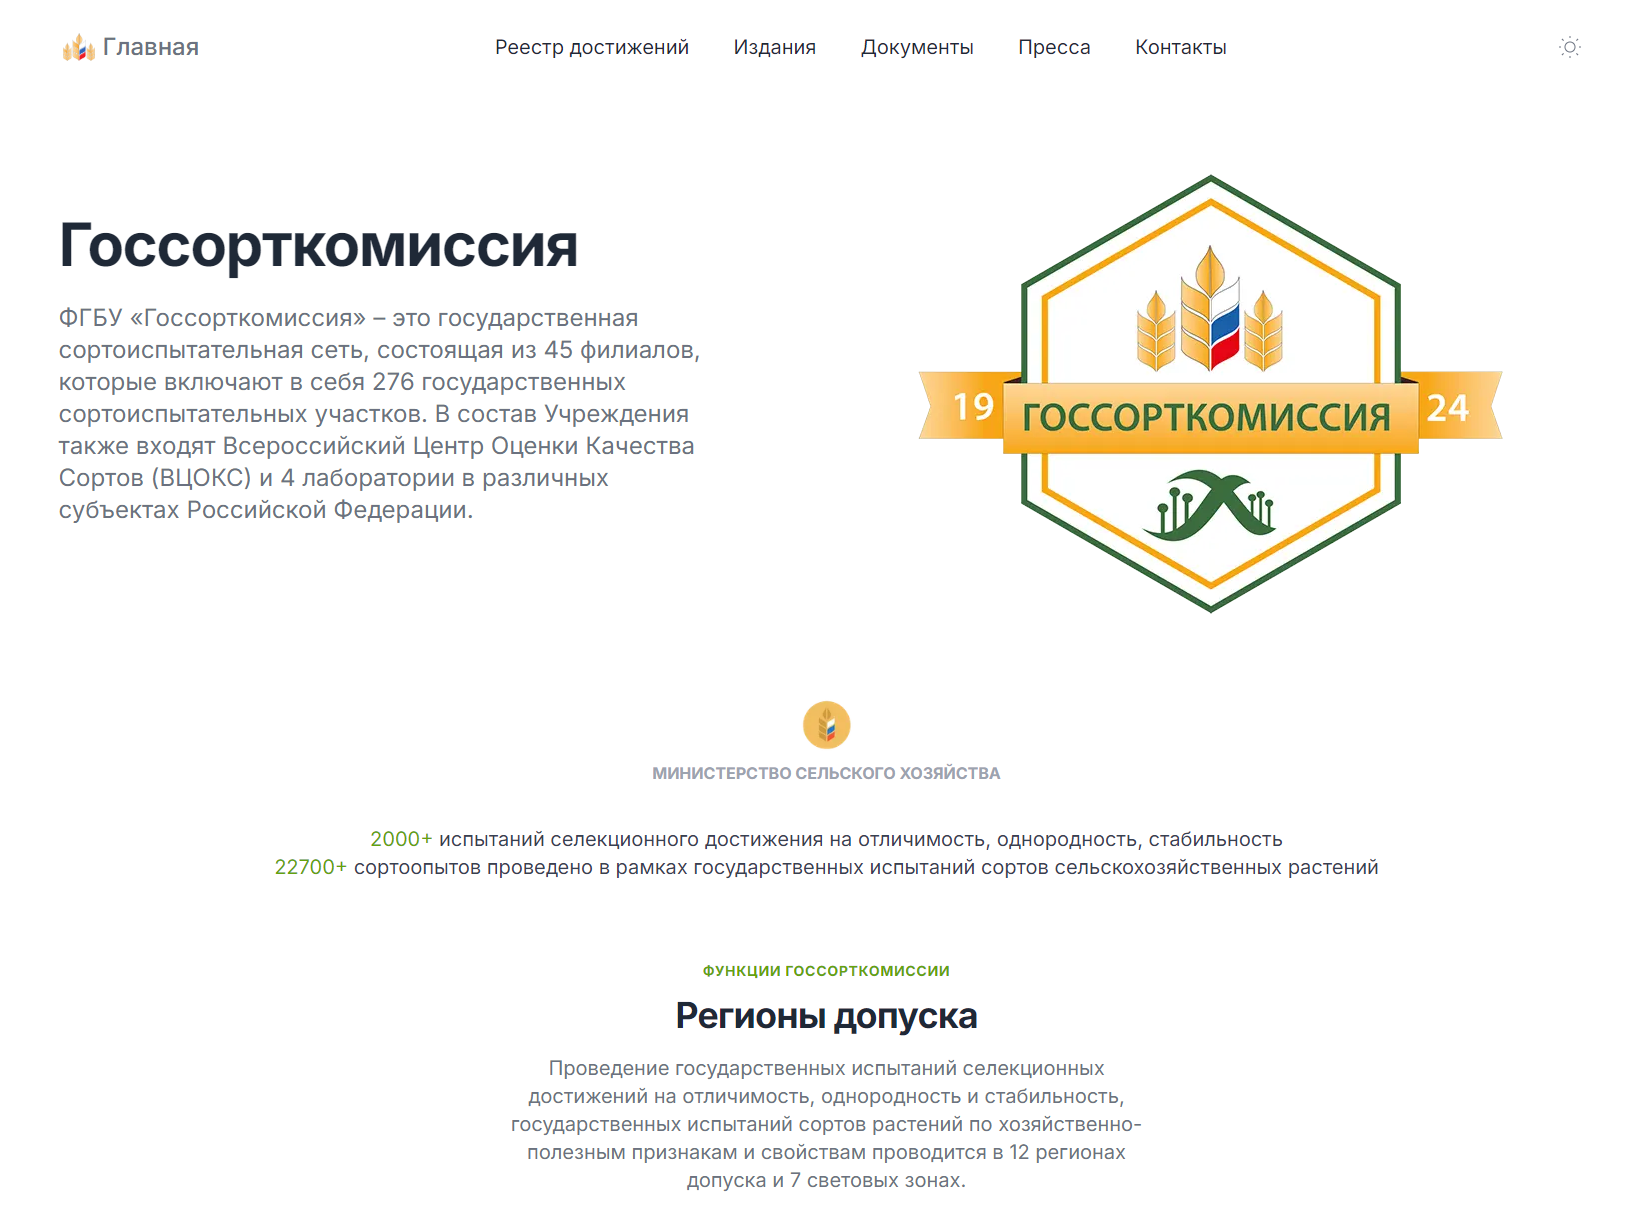 Главная
Реестр достижений
Издания
Документы
Пресса
Контакты
Госсорткомиссия
ФГБУ «Госсорткомиссия» – это государственная
сортоиспытательная сеть, состоящая из 45 филиалов,
которые включают в себя 276 государственных
сортоиспытательных участков. В состав Учреждения
также входят Всероссийский Центр Оценки Качества
Сортов (ВЦОКС) и 4 лаборатории в различных
субъектах Российской Федерации.
19 ГОССОРТКОМИССИЯ 24
МИНИСТЕРСТВО СЕЛЬСКОГО ХОЗЯЙСТВА
2000+ испытаний селекционного достижения на отличимость, однородность, стабильность
22700+ сортоопытов проведено в рамках государственных испытаний сортов сельскохозяйственных растений
ФУНКЦИИ ГОССОРТКОМИССИИ
Регионы допуска
Проведение государственных испытаний селекционных
достижений на отличимость, однородность и стабильность,
государственных испытаний сортов растений по хозяйственно-
полезным признакам и свойствам проводится в 12 регионах
допуска и 7 световых зонах.